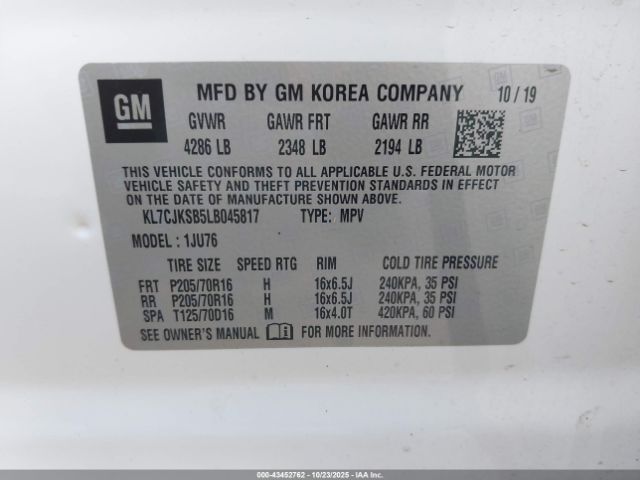 GM
MFD BY GM KOREA COMPANY 10/19
GVWR GAWR FRT GAWR RR
4286 LB 2348 LB 2194 LB
THIS VEHICLE CONFORMS TO ALL APPLICABLE U.S. FEDERAL MOTOR
VEHICLE SAFETY AND THEFT PREVENTION STANDARDS IN EFFECT
ON THE DATE OF MANUFACTURE SHOWN ABOVE.
KL7CJKSB5LB045817 TYPE: MPV
MODEL: 1JU76
TIRE SIZE SPEED RTG RIM COLD TIRE PRESSURE
FRT P205/70R16 H 16x6.5J 240KPA, 35 PSI
RR P205/70R16 H 16x6.5J 240KPA, 35 PSI
SPA T125/70D16 M 16x4.0T 420KPA, 60 PSI
SEE OWNER'S MANUAL FOR MORE INFORMATION.
000-43452762 - 10/23/2025 - Copyright © IAA, LLC